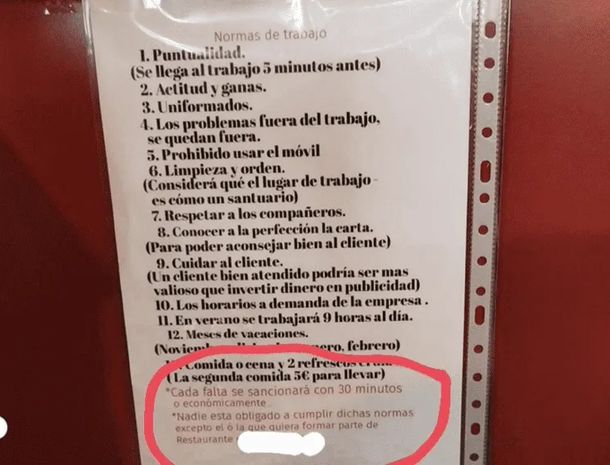 Normas de trabajo
1. Puntualidad.
(Se llega al trabajo 5 minutos antes)
2. Actitud y ganas.
3. Uniformados.
4. Los problemas fuera del trabajo,
se quedan fuera.
5. Prohibido usar el móvil
6. Limpieza y orden.
(Considerá qué el lugar de trabajo -
es cómo un santuario)
7. Respetar a los compañeros.
8. Conocer a la perfección la carta.
(Para poder aconsejar bien al cliente)
9. Cuidar al cliente.
(Un cliente bien atendido podría ser mas
valioso que invertir dinero en publicidad)
10. Los horarios a demanda de la empresa .
11. En verano se trabajará 9 horas al día.
12. Meses de vacaciones.
febrero)
Comida o cena y 2 refrescos
(La segunda comida 5€ para llevar)
*Cada falta se sancionará con 30 minutos
o económicamente
*Nadie esta obligado a cumplir dichas normas
excepto el ó la que quiera formar parte de
Restaurante